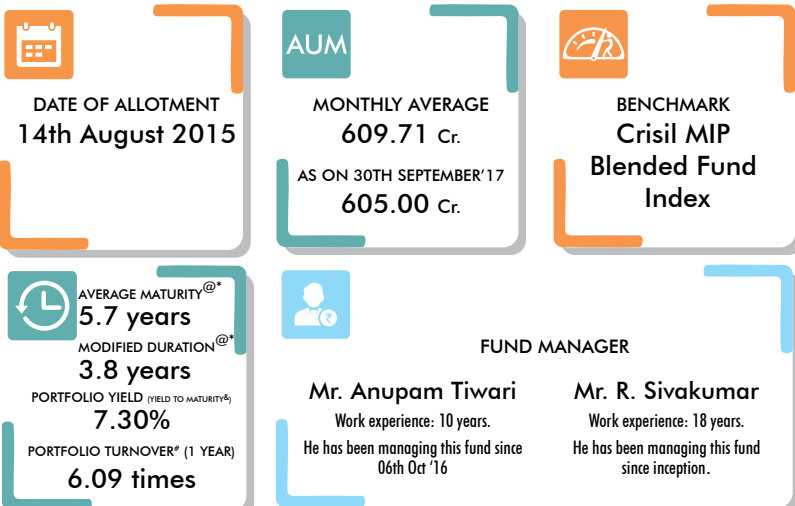 DATE OF ALLOTMENT
14th August 2015
AUM
MONTHLY AVERAGE
609.71 Cr.
AS ON 30TH SEPTEMBER'17
605.00 Cr.
BENCHMARK
Crisil MIP
Blended Fund
Index
AVERAGE MATURITY@*
5.7 years
MODIFIED DURATION@*
3.8 years
PORTFOLIO YIELD (YIELD TO MATURITY&)
7.30%
PORTFOLIO TURNOVER# (1 YEAR)
6.09 times
FUND MANAGER
Mr. Anupam Tiwari
Work experience: 10 years.
He has been managing this fund since
06th Oct '16
Mr. R. Sivakumar
Work experience: 18 years.
He has been managing this fund
since inception.